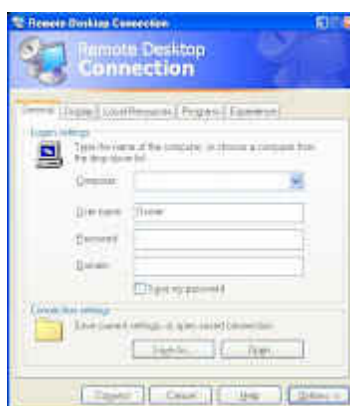 Remote Desktop Connection
Remote Desktop
Connection
General Display Local Resources Programs Experience
Logon settings
Type the name of the computer, or choose a computer from
the drop-down list.
Computer:
User name: Owner
Password:
Domain:
Save my password
Connection settings
Save current settings, or open saved connection.
Save As... Open...
Connect Cancel Help Options <<